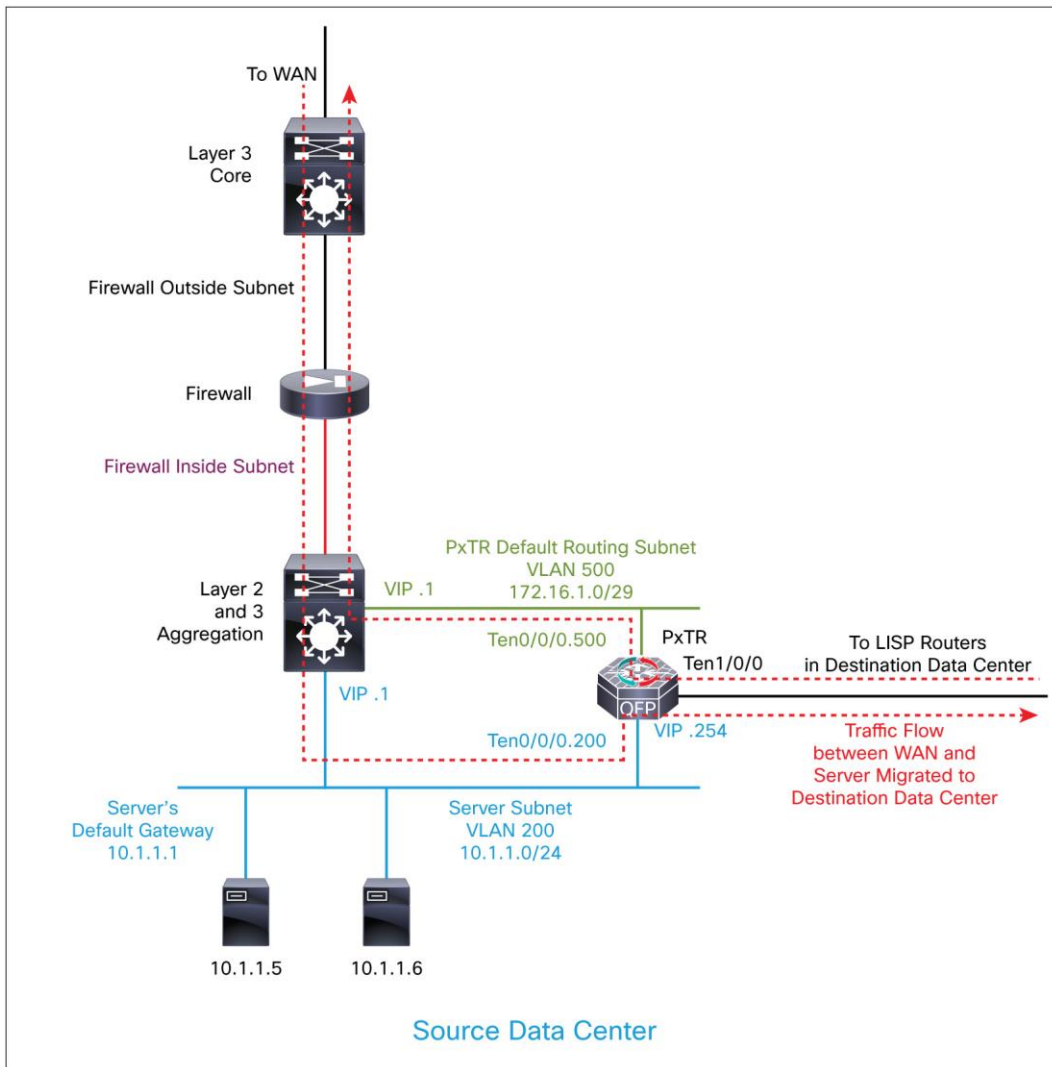 To WAN
Layer 3
Core
Firewall Outside Subnet
Firewall
Firewall Inside Subnet
PxTR Default Routing Subnet
VLAN 500
172.16.1.0/29
Layer 2
and 3
Aggregation
VIP .1
Ten0/0/0.500
PxTR
Ten1/0/0
To LISP Routers
in Destination Data Center
QFP
VIP .1
VIP .254
Ten0/0/0.200
Traffic Flow
between WAN and
Server Migrated to
Destination Data Center
Server's
Default Gateway
10.1.1.1
Server Subnet
VLAN 200
10.1.1.0/24
10.1.1.5
10.1.1.6
Source Data Center